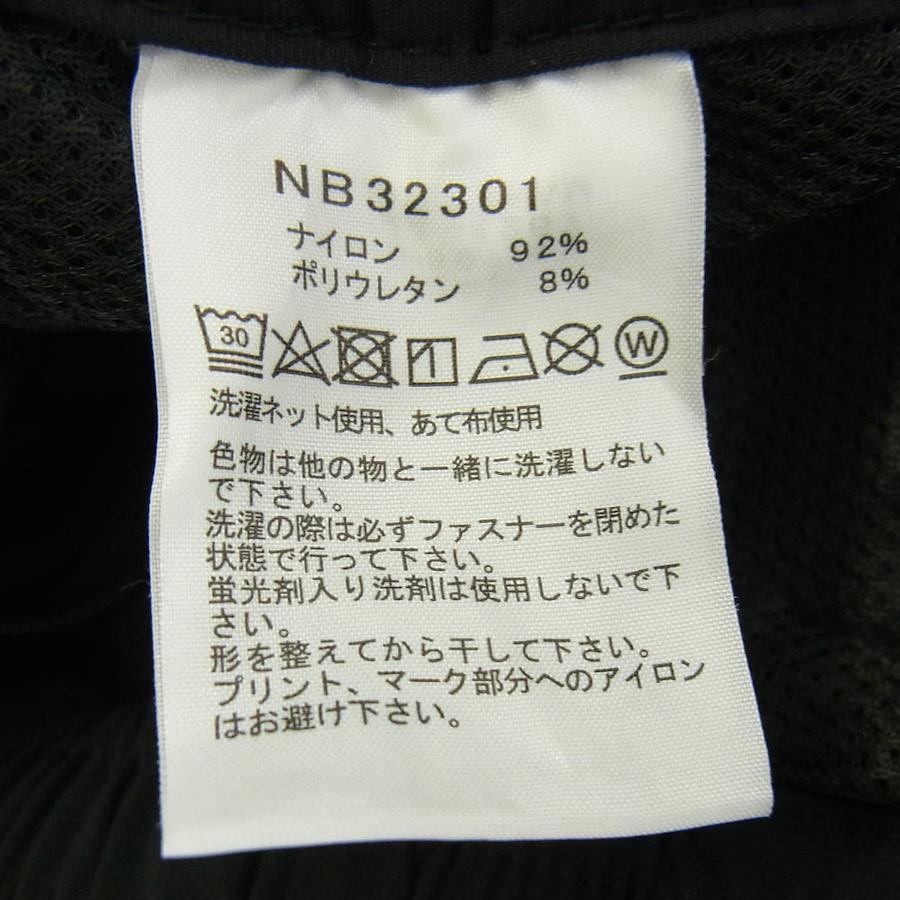 NB32301
ナイロン 92%
ポリウレタン 8%
30 W
洗濯ネット使用、あて布使用
色物は他の物と一緒に洗濯しない
で下さい。
洗濯の際は必ずファスナーを閉めた
状態で行って下さい。
蛍光剤入り洗剤は使用しないで下
さい。
形を整えてから干して下さい。
プリント、マーク部分へのアイロン
はお避け下さい。